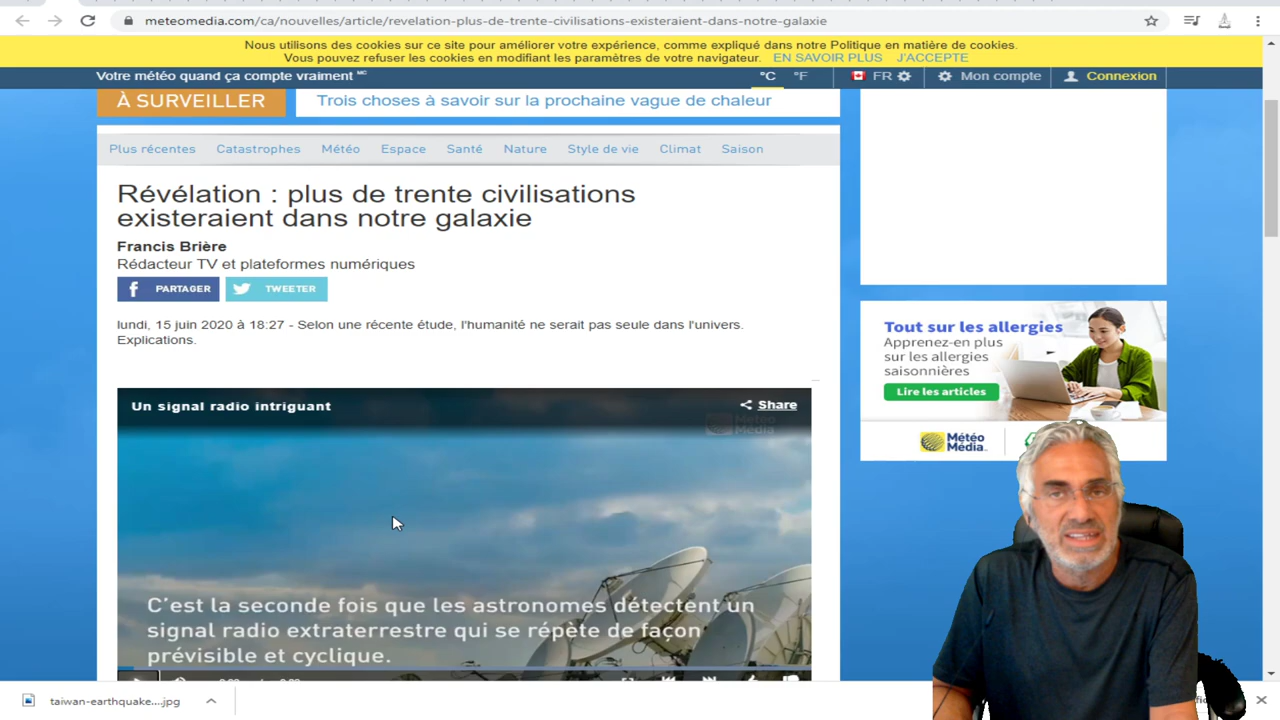 meteomedia.com/ca/nouvelles/article/revelation-plus-de-trente-civilisations-existeraient-dans-notre-galaxie
Nous utilisons des cookies sur ce site pour améliorer votre expérience, comme expliqué dans notre Politique en matière de cookies.
Vous pouvez refuser les cookies en modifiant les paramètres de votre navigateur. EN SAVOIR PLUS J'ACCEPTE
Votre météo quand ça compte vraiment MC
°C °F FR Mon compte Connexion
À SURVEILLER Trois choses à savoir sur la prochaine vague de chaleur
Plus récentes Catastrophes Météo Espace Santé Nature Style de vie Climat Saison
Révélation : plus de trente civilisations
existeraient dans notre galaxie
Francis Brière
Rédacteur TV et plateformes numériques
PARTAGER TWEETER
lundi, 15 juin 2020 à 18:27 - Selon une récente étude, l'humanité ne serait pas seule dans l'univers.
Explications.
Un signal radio intriguant
Share
Météo
Média
C'est la seconde fois que les astronomes détectent un
signal radio extraterrestre qui se répète de façon
prévisible et cyclique.
Tout sur les allergies
Apprenez-en plus
sur les allergies
saisonnières
Lire les articles
Météo
Média
taiwan-earthquake....jpg